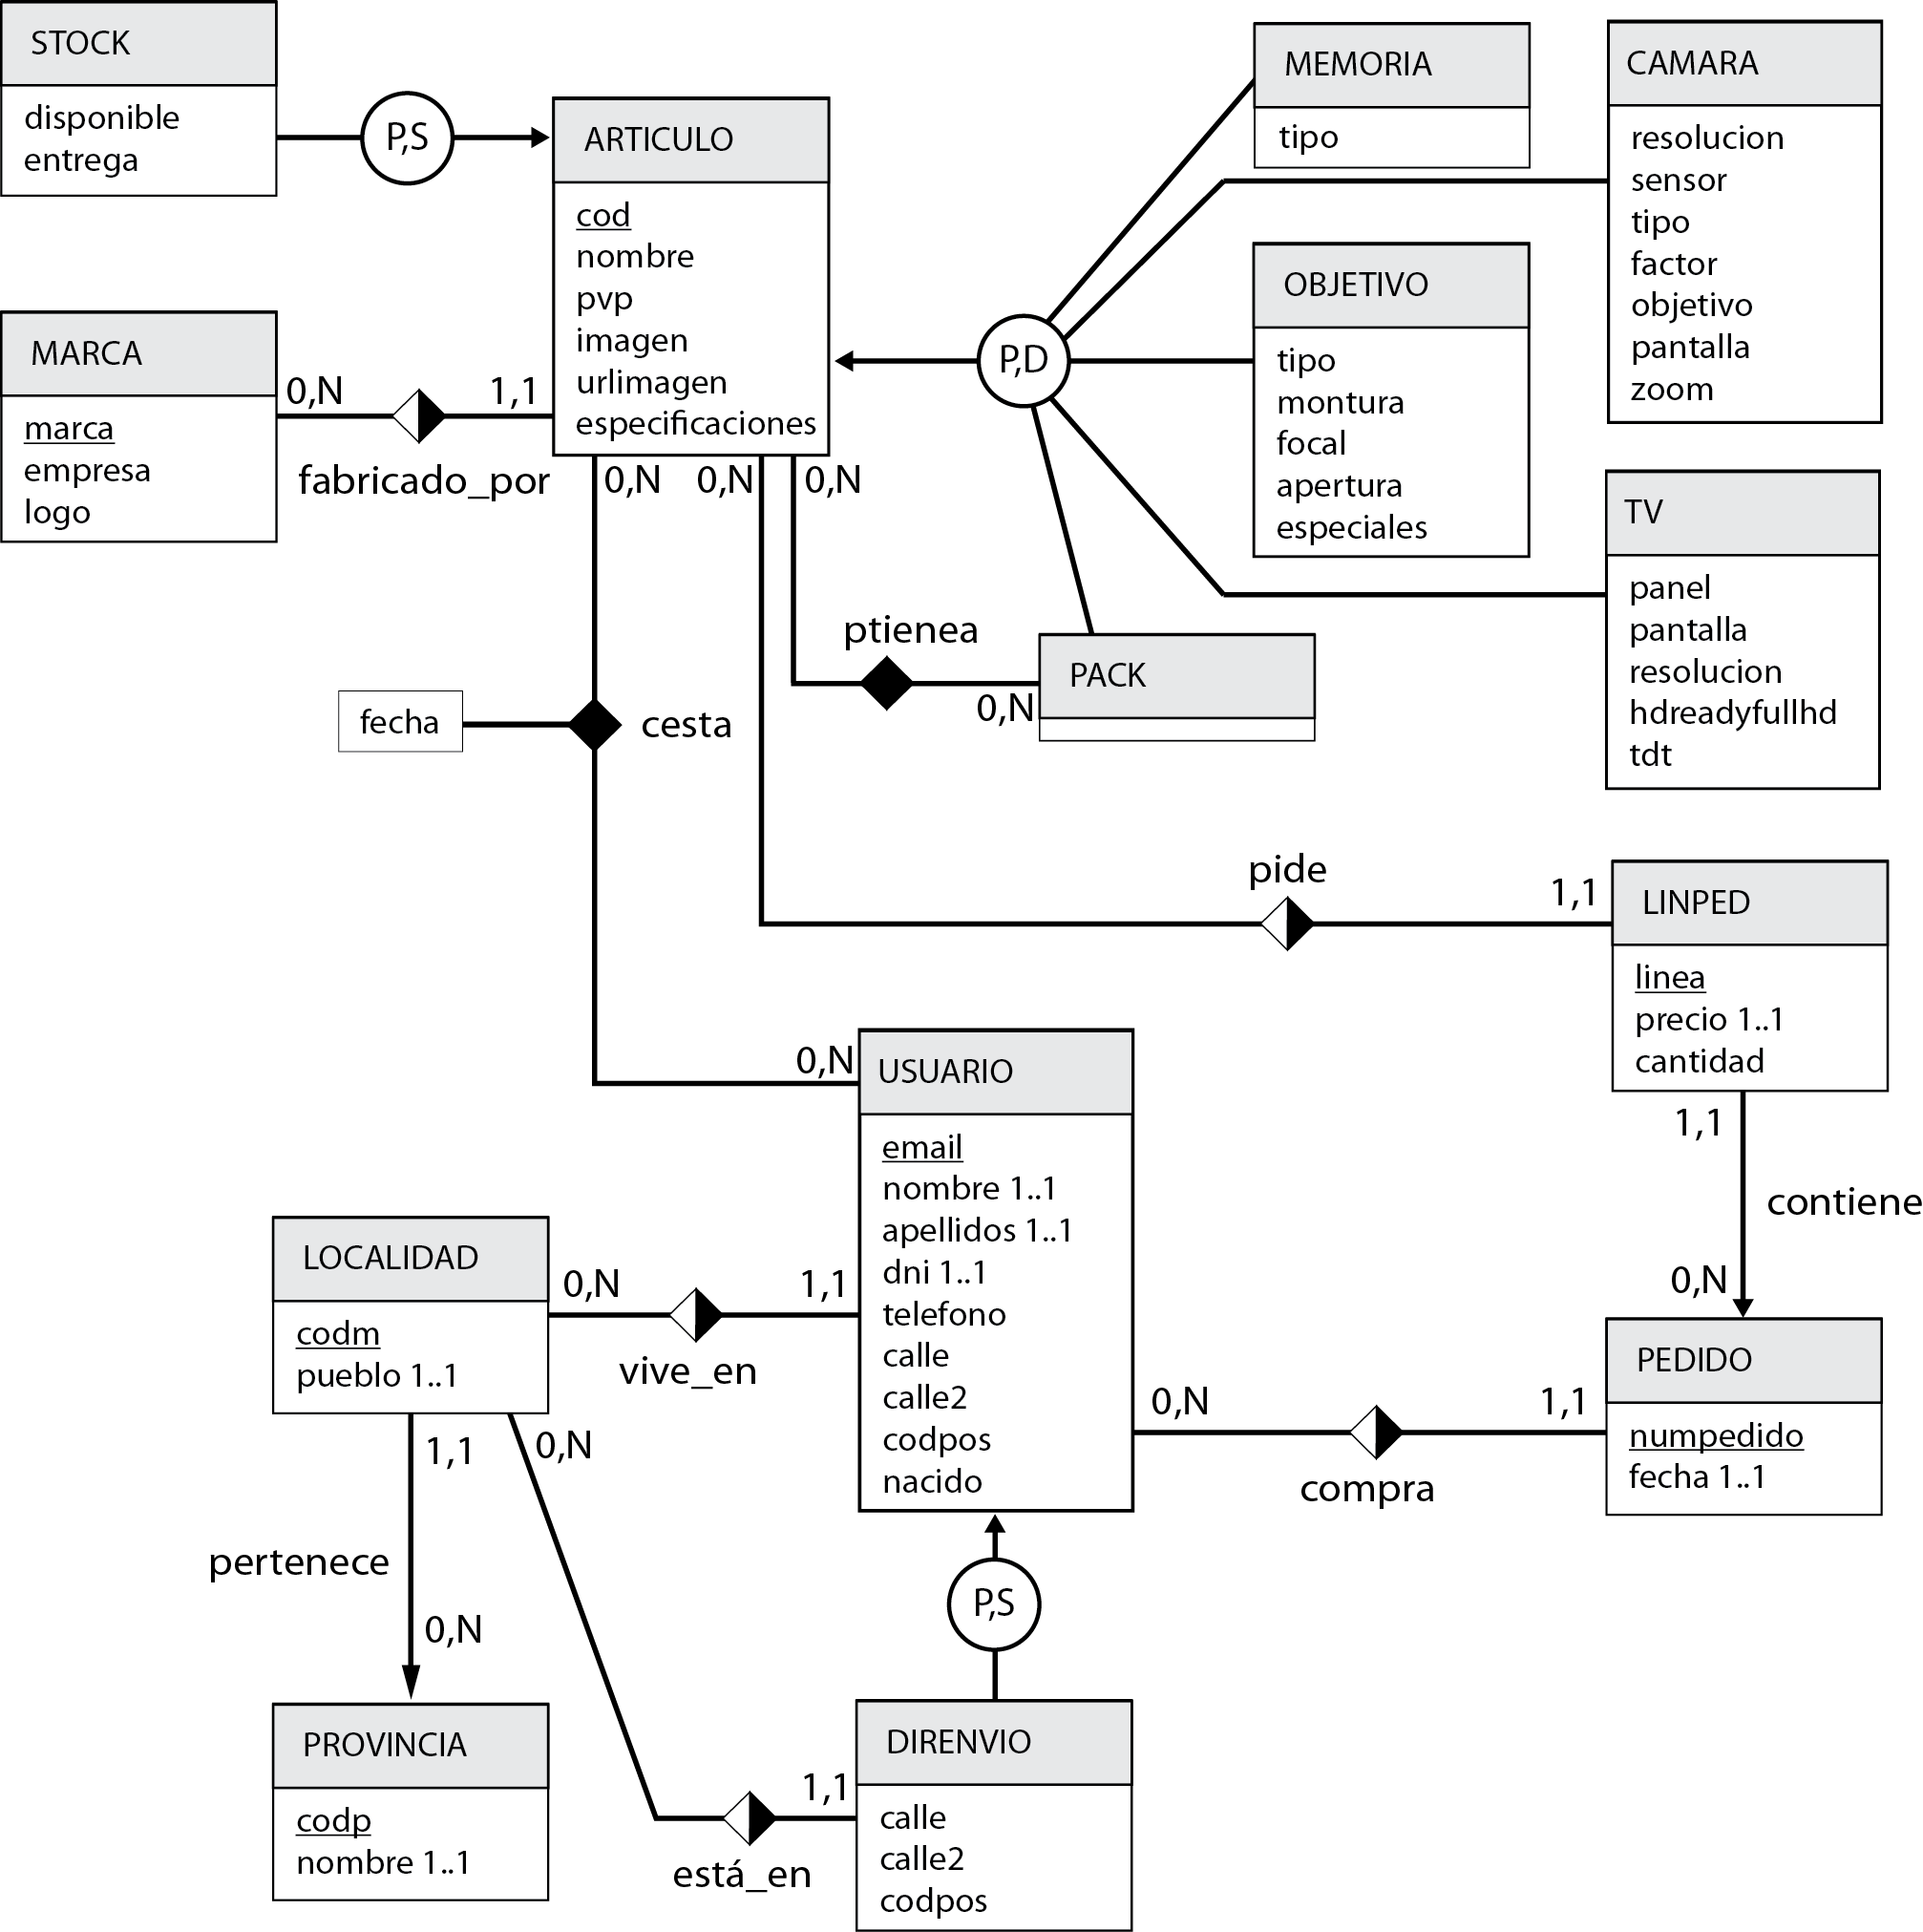 STOCK
disponible
entrega
P,S
ARTICULO
cod
nombre
pvp
imagen
urlimagen
especificaciones
MEMORIA
tipo
CAMARA
resolucion
sensor
tipo
factor
objetivo
pantalla
zoom
MARCA
marca
empresa
logo
0,N
1,1
fabricado_por
P,D
OBJETIVO
tipo
montura
focal
apertura
especiales
TV
panel
pantalla
resolucion
hdreadyfullhd
tdt
0,N
0,N
0,N
ptienea
0,N
PACK
fecha
cesta
pide
1,1
LINPED
linea
precio 1..1
cantidad
0,N
USUARIO
email
nombre 1..1
apellidos 1..1
dni 1..1
telefono
calle
calle2
codpos
nacido
1,1
contiene
0,N
LOCALIDAD
codm
pueblo 1..1
0,N
1,1
vive_en
PEDIDO
numpedido
fecha 1..1
0,N
1,1
compra
1,1
0,N
pertenece
0,N
P,S
PROVINCIA
codp
nombre 1..1
DIRENVIO
calle
calle2
codpos
1,1
está_en